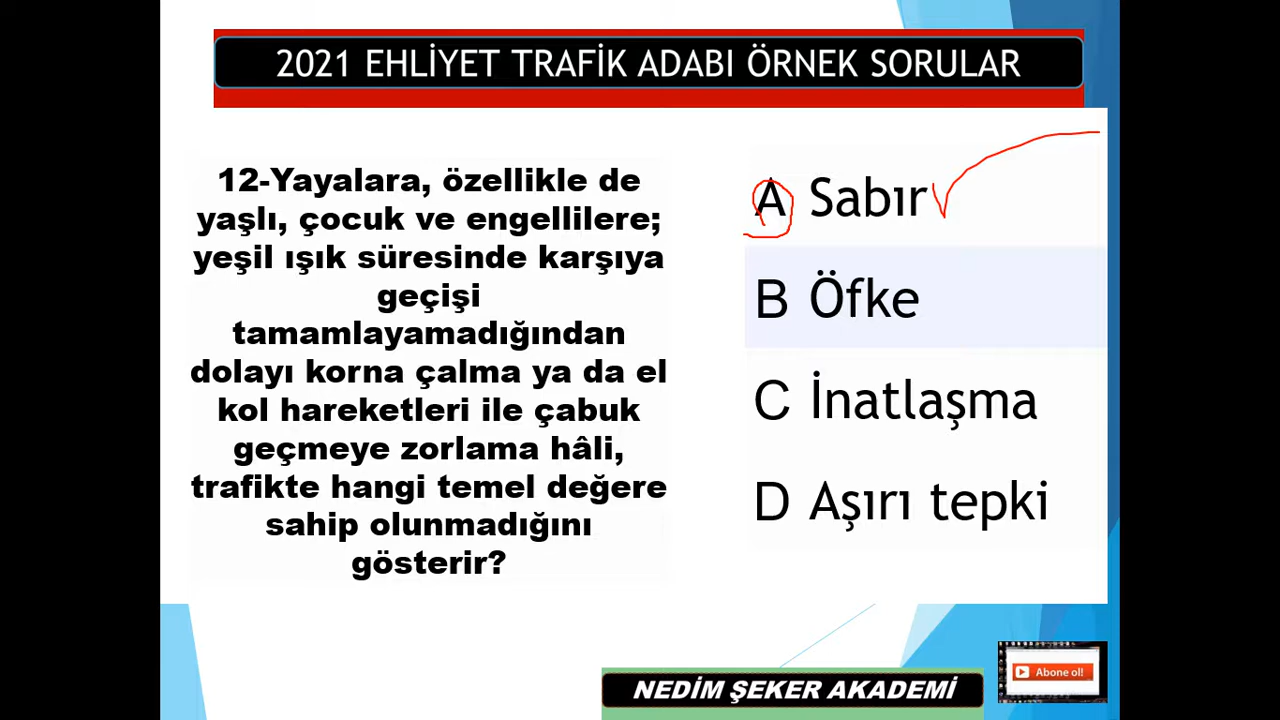 2021 EHLİYET TRAFİK ADABI ÖRNEK SORULAR
12-Yayalara, özellikle de
yaşlı, çocuk ve engellilere;
yeşil ışık süresinde karşıya
geçişi
tamamlayamadığından
dolayı korna çalma ya da el
kol hareketleri ile çabuk
geçmeye zorlama hâli,
trafikte hangi temel değere
sahip olunmadığını
gösterir?
A Sabır
B Öfke
C İnatlaşma
D Aşırı tepki
NEDİM ŞEKER AKADEMİ
Abone ol!